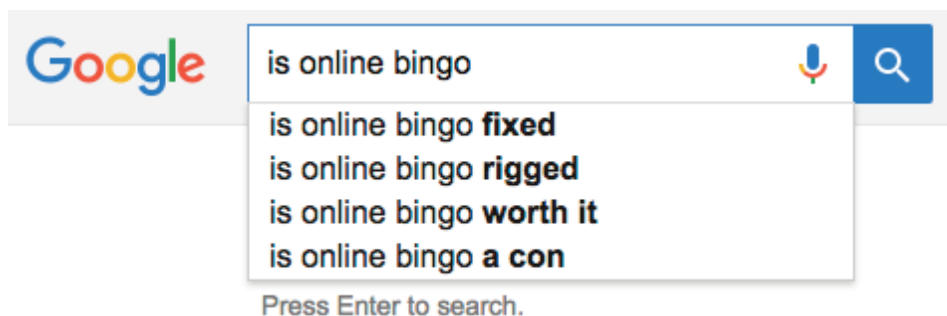 Google is online bingo
is online bingo fixed
is online bingo rigged
is online bingo worth it
is online bingo a con
Press Enter to search.